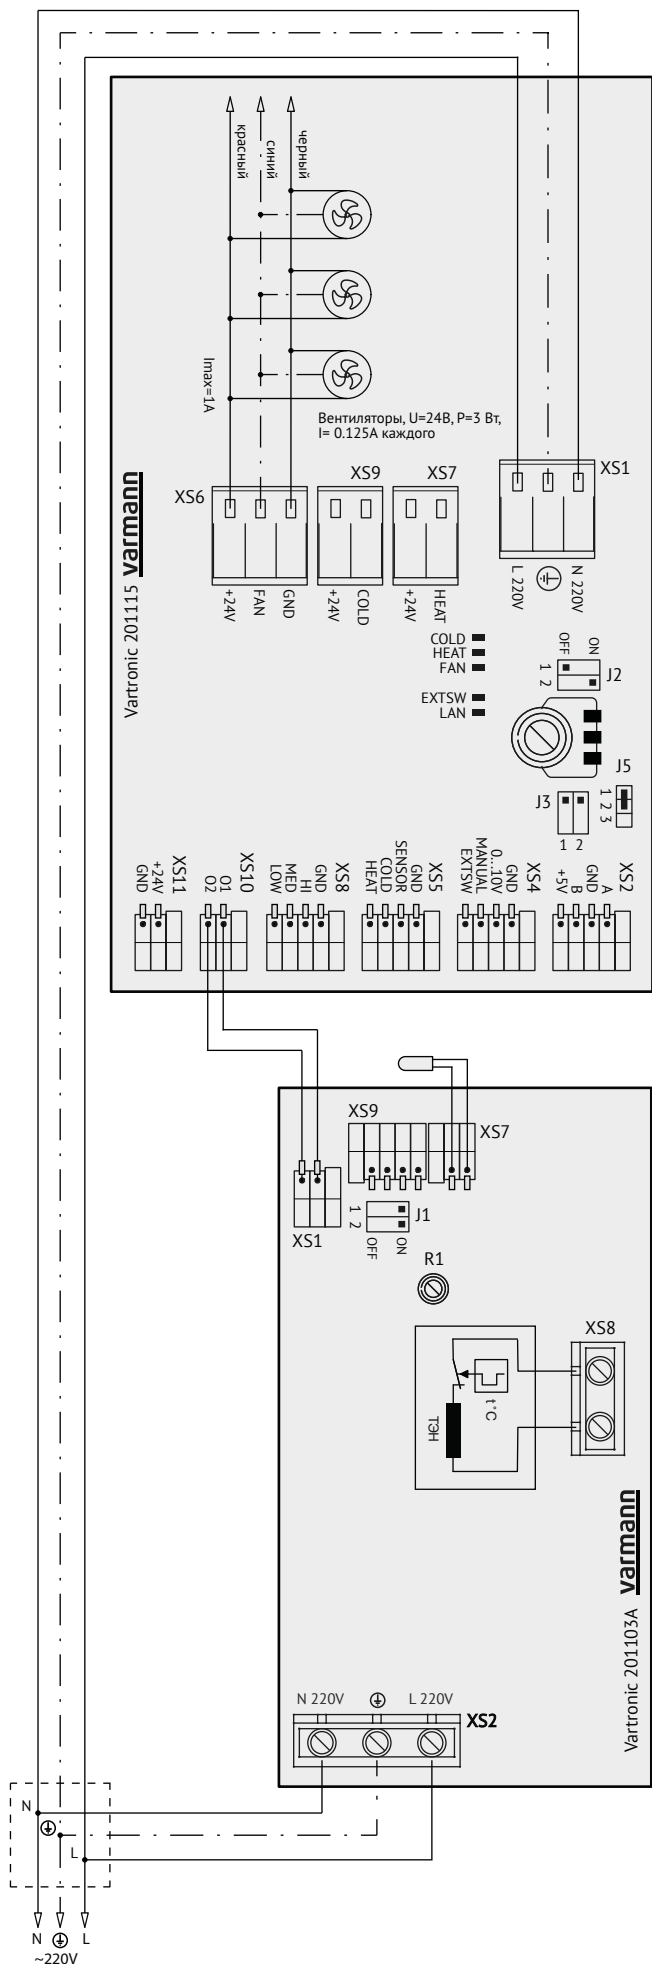 красный
синий
черный
Imax=1A
Вентиляторы, U=24В, P=3 Вт,
I= 0.125А каждого
XS6
XS9
XS7
XS1
+24V
FAN
GND
+24V
COLD
+24V
HEAT
L 220V
N 220V
Vartronic 201115 varmann
COLD
HEAT
FAN
EXTSW
LAN
OFF
ON
1
2
J2
J5
1
2
3
J3
1 2
GND
+24V
XS11
O2
O1
XS10
LOW
MED
HI
GND
XS8
HEAT
COLD
SENSOR
GND
XS5
EXTSW
MANUAL
0...10V
GND
XS4
+5V
B
GND
A
XS2
XS9
XS7
XS1
1
2
J1
OFF
ON
R1
XS8
t°C
ТЭН
Vartronic 201103A varmann
N 220V
L 220V
XS2
N
L
N
L
~220V